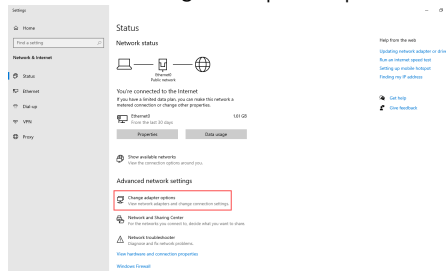 Settings
Home
Find a setting
Network & Internet
Status
Ethernet
Dial-up
VPN
Proxy
Status
Network status
Ethernet0
Public network
You're connected to the Internet
If you have a limited data plan, you can make this network a
metered connection or change other properties.
Ethernet0
From the last 30 days
1.61 GB
Properties
Data usage
Show available networks
View the connection options around you.
Advanced network settings
Change adapter options
View network adapters and change connection settings.
Network and Sharing Center
For the networks you connect to, decide what you want to share.
Network troubleshooter
Diagnose and fix network problems.
View hardware and connection properties
Windows Firewall
Help from the web
Updating network adapter or drive
Run an internet speed test
Setting up mobile hotspot
Finding my IP address
Get help
Give feedback